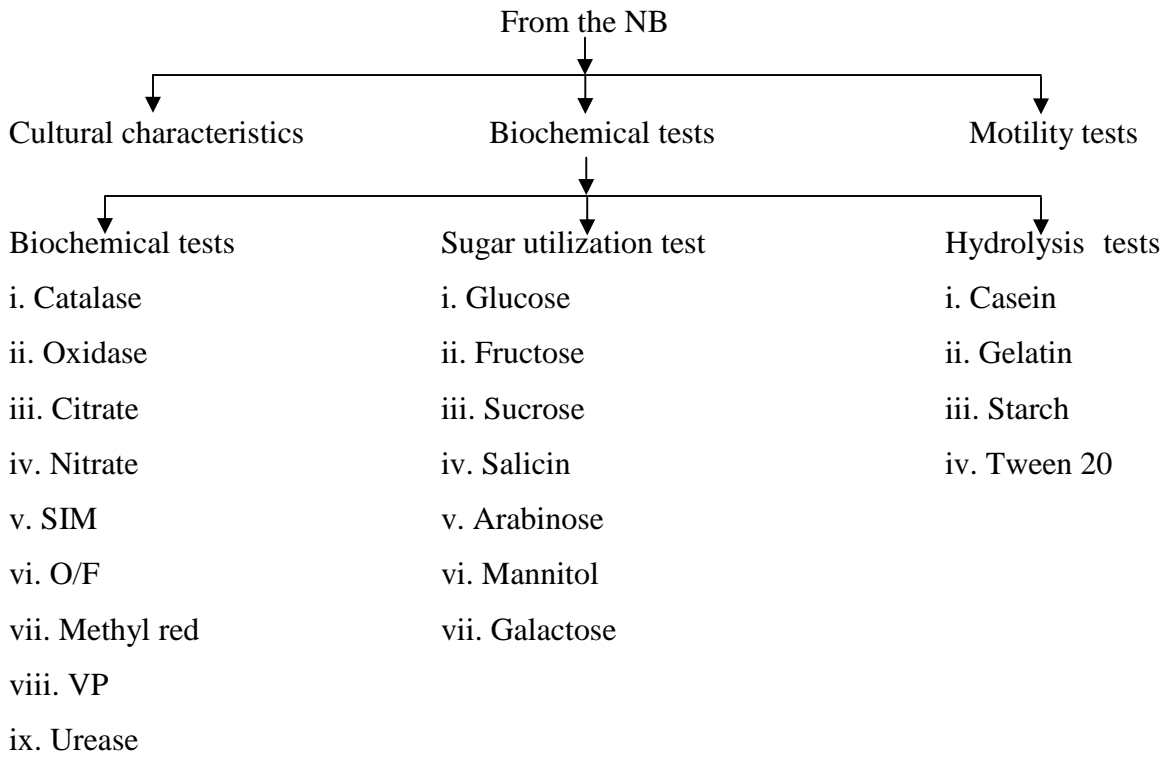 From the NB
Cultural characteristics Biochemical tests Motility tests
Biochemical tests Sugar utilization test Hydrolysis tests
i. Catalase i. Glucose i. Casein
ii. Oxidase ii. Fructose ii. Gelatin
iii. Citrate iii. Sucrose iii. Starch
iv. Nitrate iv. Salicin iv. Tween 20
v. SIM v. Arabinose
vi. O/F vi. Mannitol
vii. Methyl red vii. Galactose
viii. VP
ix. Urease